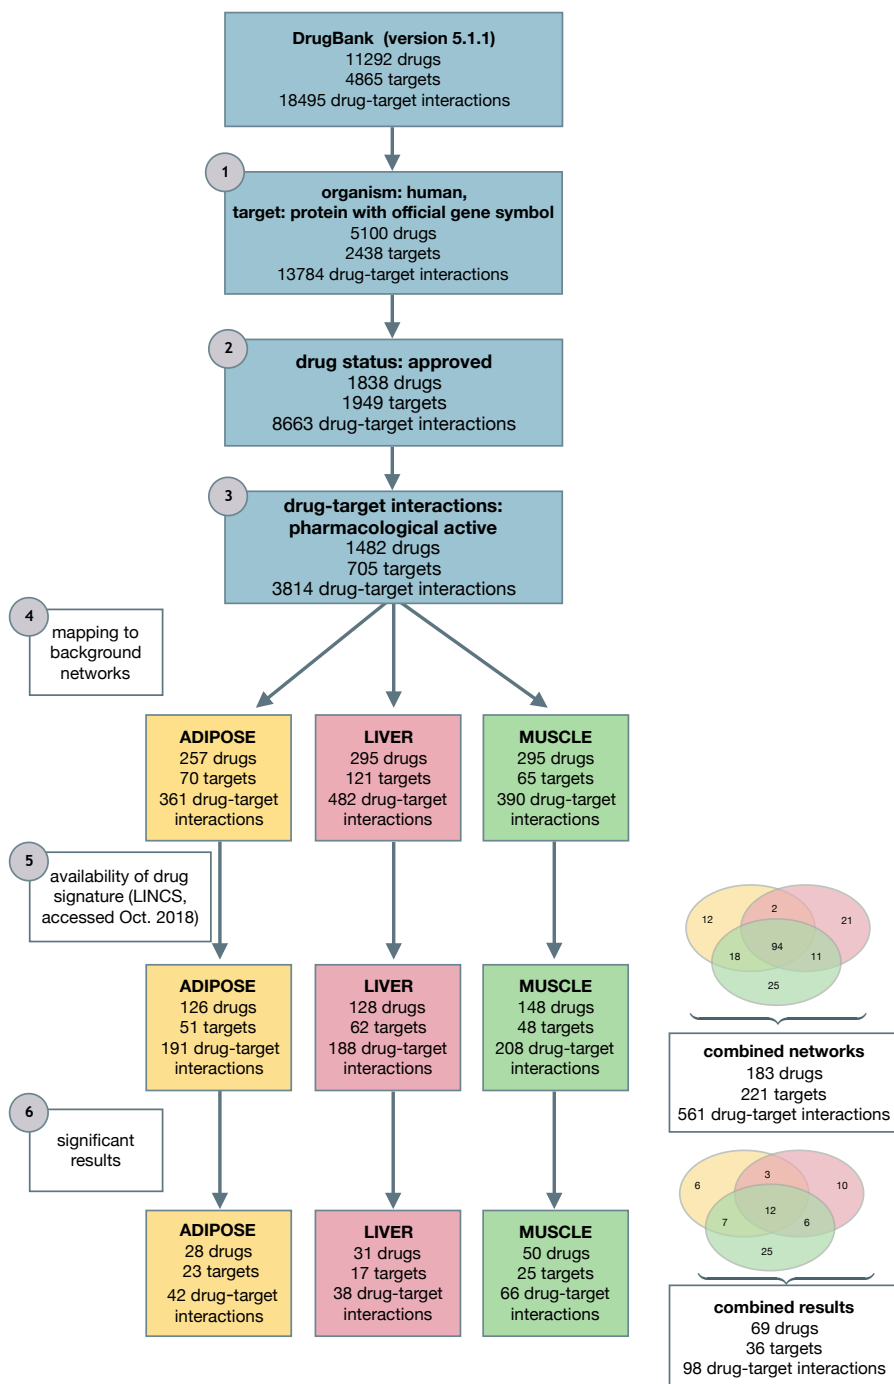 DrugBank (version 5.1.1)
11292 drugs
4865 targets
18495 drug-target interactions
1
organism: human,
target: protein with official gene symbol
5100 drugs
2438 targets
13784 drug-target interactions
2
drug status: approved
1838 drugs
1949 targets
8663 drug-target interactions
3
drug-target interactions:
pharmacological active
1482 drugs
705 targets
3814 drug-target interactions
4
mapping to
background
networks
ADIPOSE
257 drugs
70 targets
361 drug-target
interactions
LIVER
295 drugs
121 targets
482 drug-target
interactions
MUSCLE
295 drugs
65 targets
390 drug-target
interactions
5
availability of drug
signature (LINCS,
accessed Oct. 2018)
ADIPOSE
126 drugs
51 targets
191 drug-target
interactions
LIVER
128 drugs
62 targets
188 drug-target
interactions
MUSCLE
148 drugs
48 targets
208 drug-target
interactions
12
2
21
18
94
11
25
combined networks
183 drugs
221 targets
561 drug-target interactions
6
significant
results
ADIPOSE
28 drugs
23 targets
42 drug-target
interactions
LIVER
31 drugs
17 targets
38 drug-target
interactions
MUSCLE
50 drugs
25 targets
66 drug-target
interactions
6
3
10
7
12
6
25
combined results
69 drugs
36 targets
98 drug-target interactions